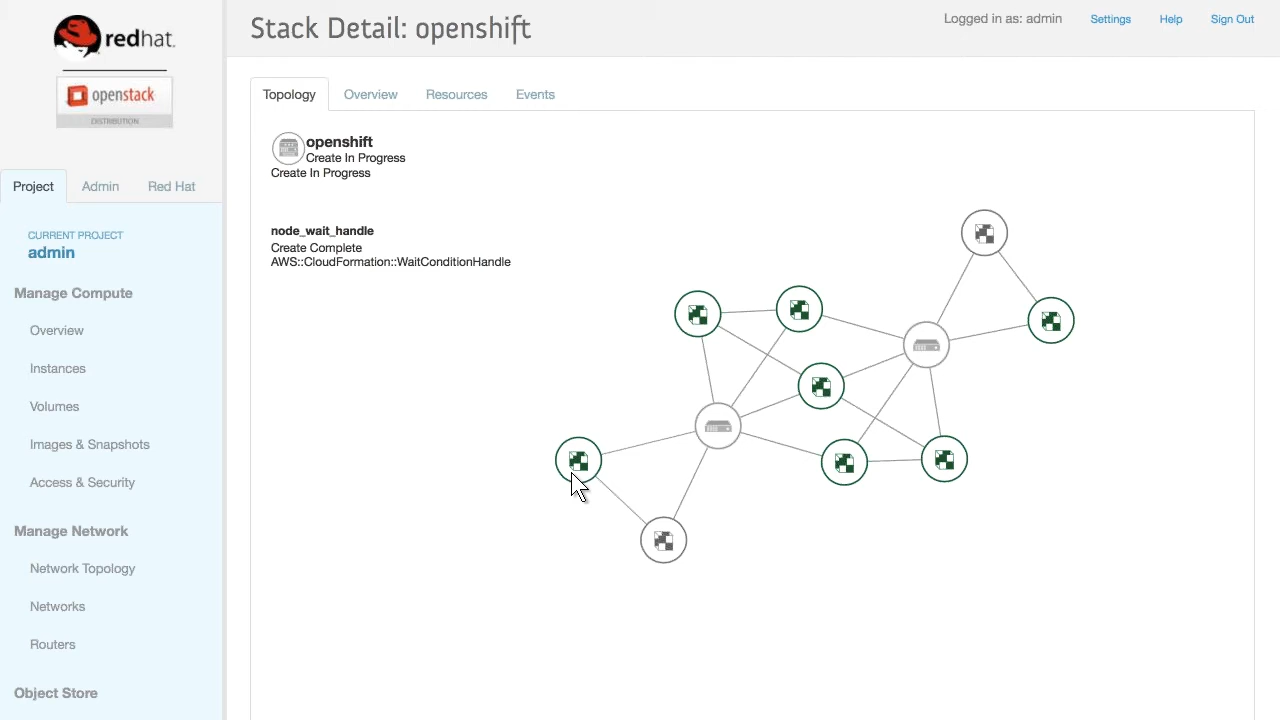 redhat.
openstack
DISTRIBUTION
Stack Detail: openshift
Logged in as: admin Settings Help Sign Out
Project Admin Red Hat
CURRENT PROJECT
admin
Manage Compute
Overview
Instances
Volumes
Images & Snapshots
Access & Security
Manage Network
Network Topology
Networks
Routers
Object Store
Topology Overview Resources Events
openshift
Create In Progress
Create In Progress
node_wait_handle
Create Complete
AWS::CloudFormation::WaitConditionHandle